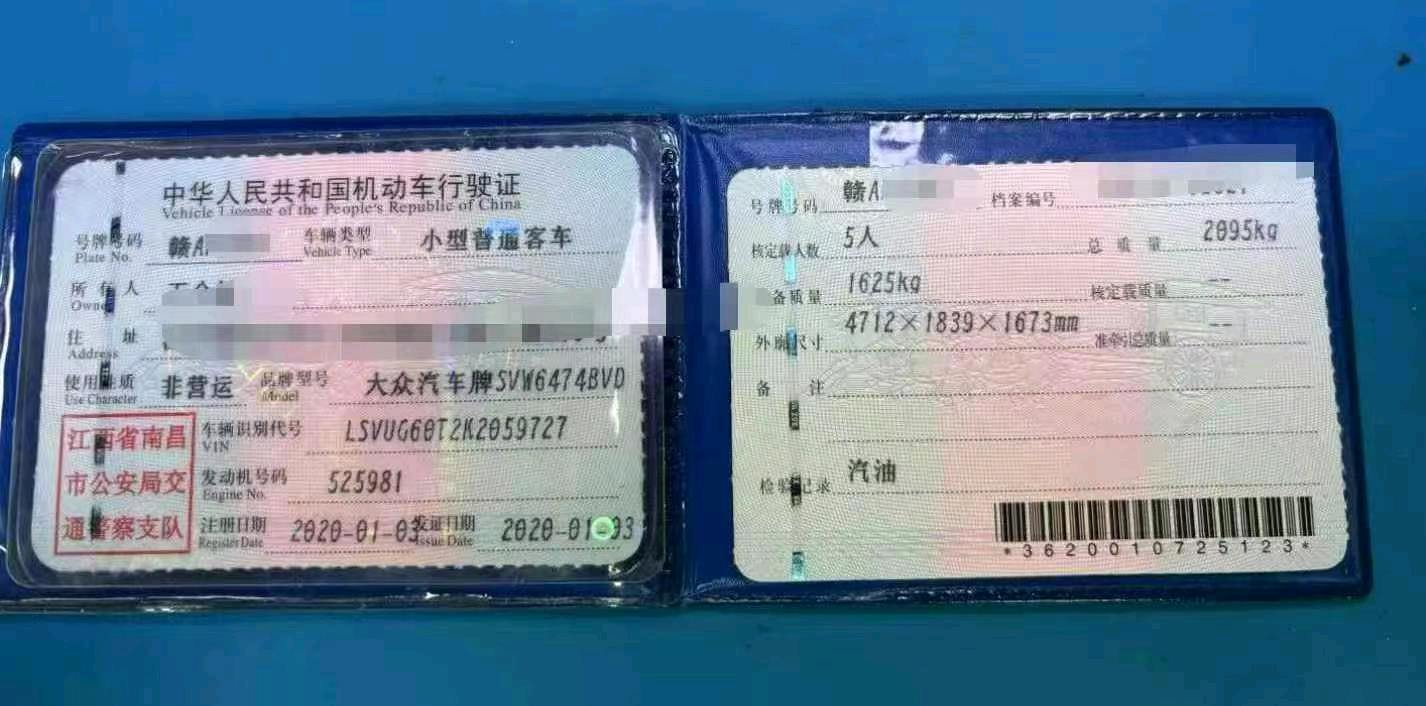 中华人民共和国机动车行驶证
Vehicle License of the People's Republic of China
号牌号码 赣A 车辆类型 小型普通客车
Plate No. Vehicle Type
所有人
Owner
住址
Address
使用性质 非营运 品牌型号 大众汽车牌SVW6474BVD
Use Character Model
江西省南昌
市公安局交
通警察支队
车辆识别代号 LSVUG60T2K2059727
VIN
发动机号码 525981
Engine No.
注册日期 2020-01-03 发证日期 2020-01-03
Register Date Issue Date
号牌号码 赣A 档案编号
核定载人数 5人 总质量 2095kg
备质量 1625kg 核定载质量 --
外廓尺寸 4712×1839×1673mm 准牵引总质量 --
备注
检验记录 汽油
*3620010725123*